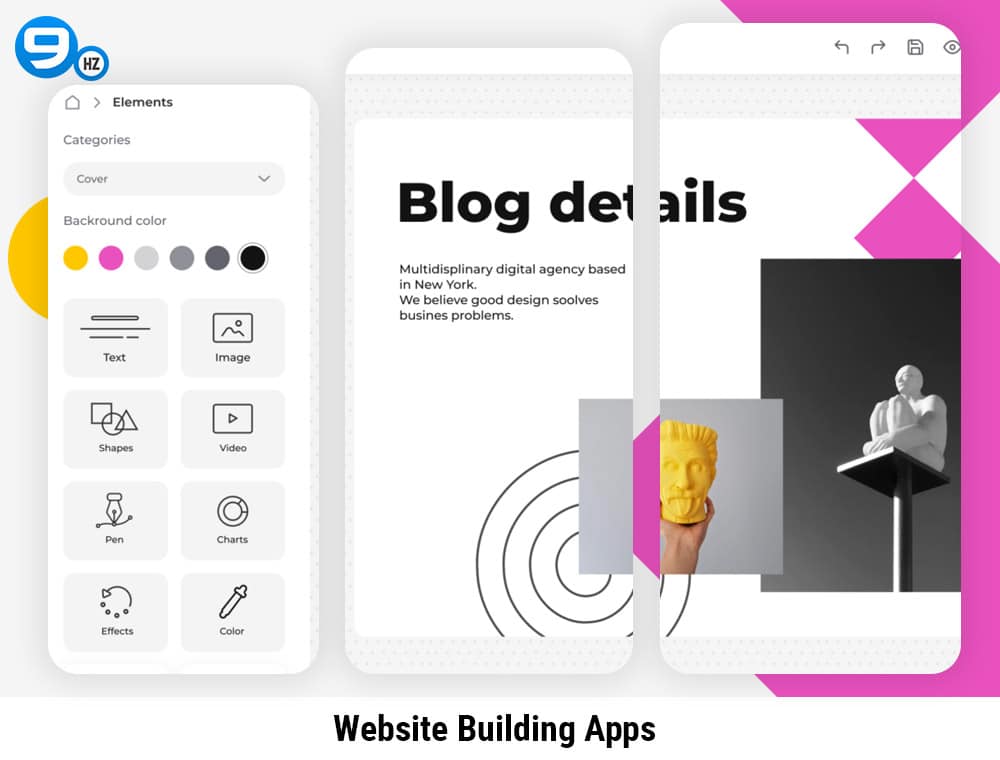 9
HZ
Elements
Categories
Cover
Backround color
Text
Image
Shapes
Video
Pen
Charts
Effects
Color
Blog details
Multidisplinary digital agency based
in New York.
We believe good design soolves
busines problems.
Website Building Apps